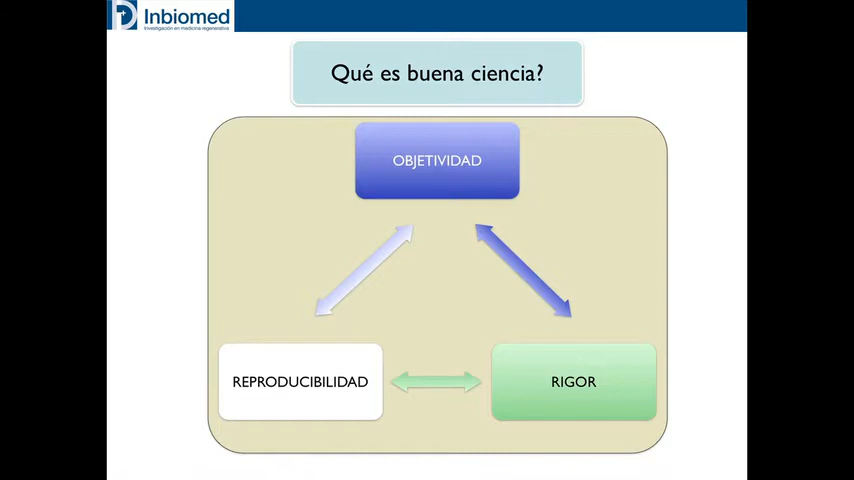 Inbiomed
Investigación en medicina regenerativa
Qué es buena ciencia?
OBJETIVIDAD
REPRODUCIBILIDAD
RIGOR